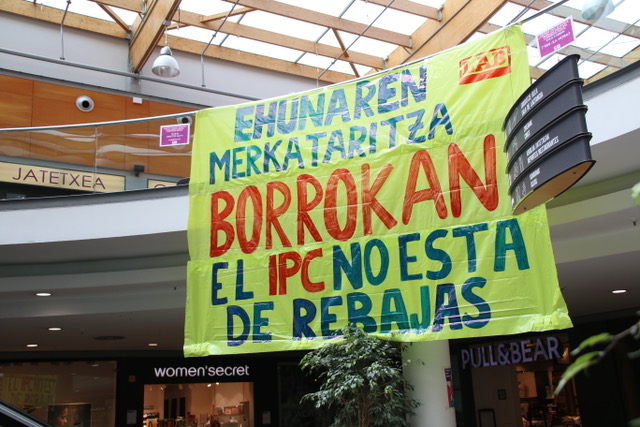 LAB
EHUNAREN
MERKATARITZA
BORROKAN
EL IPC NO ESTA
DE REBAJAS
JATETXEA
women'secret
PULL&BEAR